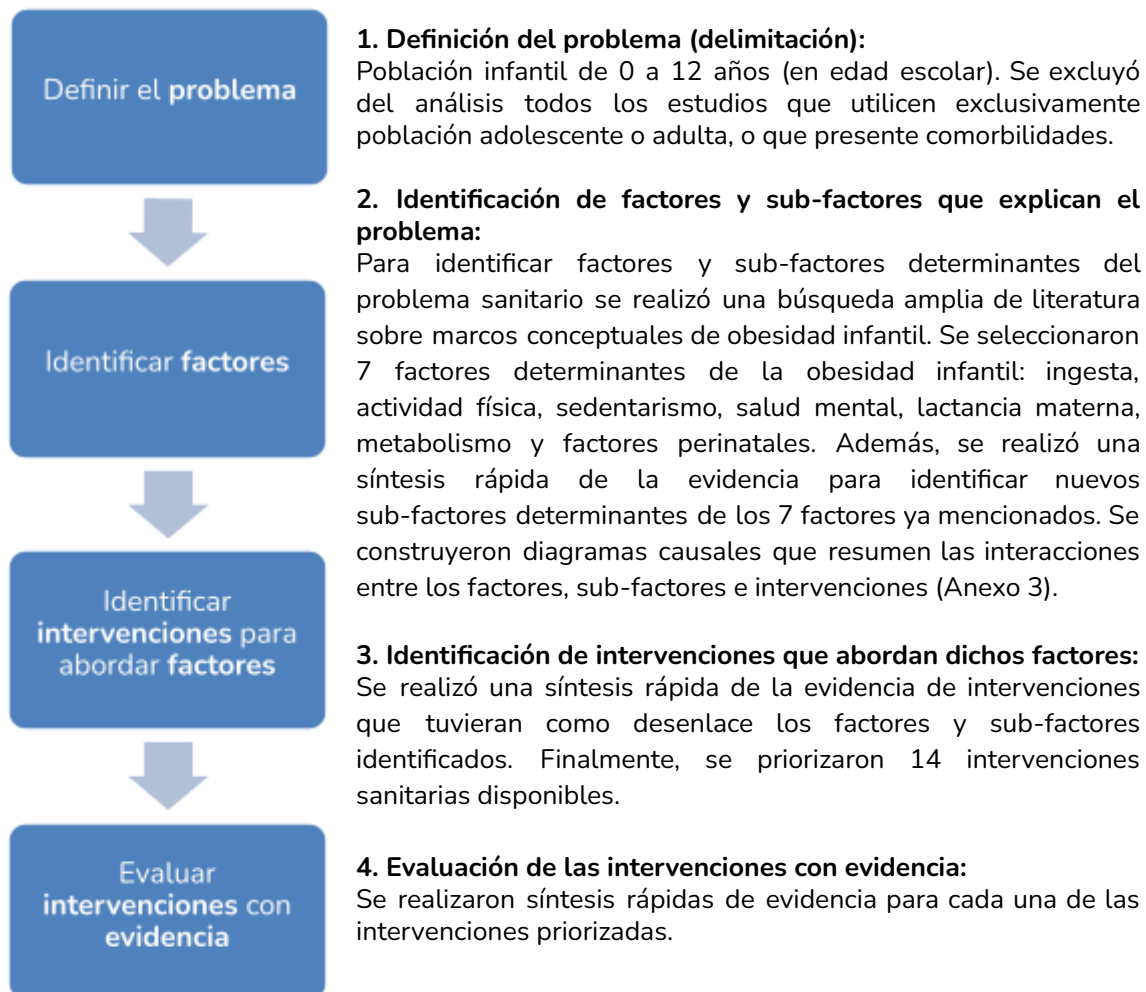 Definir el problema
1. Definición del problema (delimitación):
Población infantil de 0 a 12 años (en edad escolar). Se excluyó
del análisis todos los estudios que utilicen exclusivamente
población adolescente o adulta, o que presente comorbilidades.
Identificar factores
2. Identificación de factores y sub-factores que explican el
problema:
Para identificar factores y sub-factores determinantes del
problema sanitario se realizó una búsqueda amplia de literatura
sobre marcos conceptuales de obesidad infantil. Se seleccionaron
7 factores determinantes de la obesidad infantil: ingesta,
actividad física, sedentarismo, salud mental, lactancia materna,
metabolismo y factores perinatales. Además, se realizó una
síntesis rápida de la evidencia para identificar nuevos
sub-factores determinantes de los 7 factores ya mencionados. Se
construyeron diagramas causales que resumen las interacciones
entre los factores, sub-factores e intervenciones (Anexo 3).
Identificar
intervenciones para
abordar factores
3. Identificación de intervenciones que abordan dichos factores:
Se realizó una síntesis rápida de la evidencia de intervenciones
que tuvieran como desenlace los factores y sub-factores
identificados. Finalmente, se priorizaron 14 intervenciones
sanitarias disponibles.
Evaluar
intervenciones con
evidencia
4. Evaluación de las intervenciones con evidencia:
Se realizaron síntesis rápidas de evidencia para cada una de las
intervenciones priorizadas.